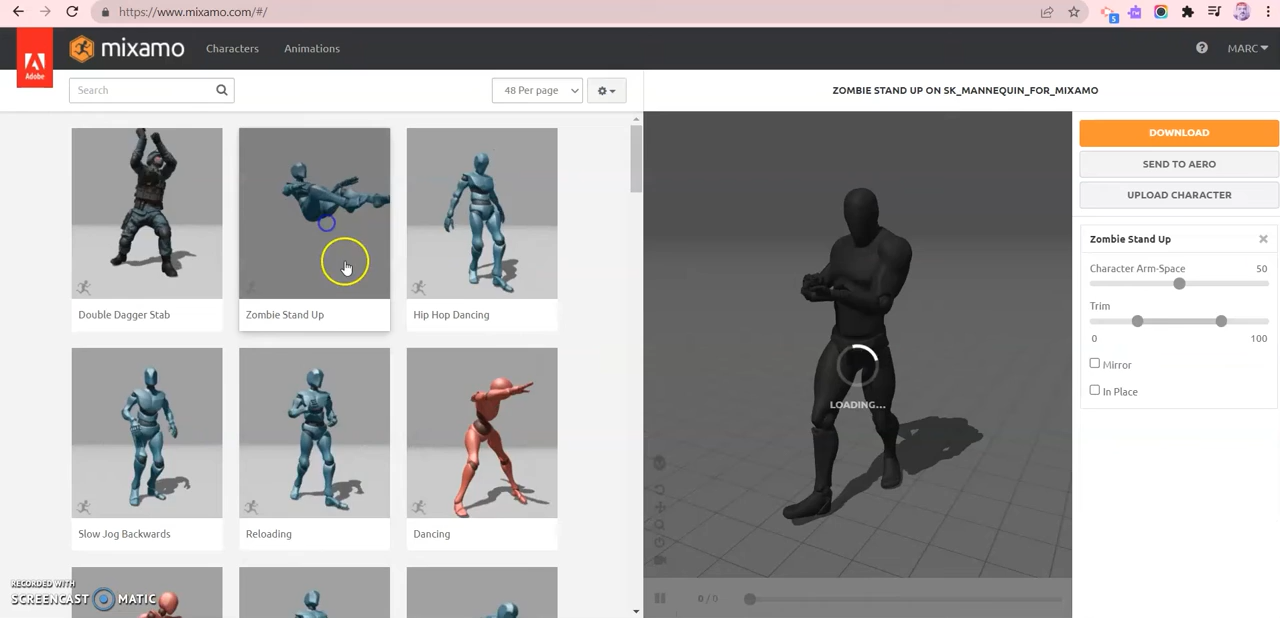 https://www.mixamo.com/#/
5
Adobe
mixamo
Characters
Animations
MARC
Search
48 Per page
ZOMBIE STAND UP ON SK_MANNEQUIN_FOR_MIXAMO
DOWNLOAD
SEND TO AERO
UPLOAD CHARACTER
Zombie Stand Up
Character Arm-Space 50
Trim
0 100
Mirror
In Place
Double Dagger Stab
Zombie Stand Up
Hip Hop Dancing
Slow Jog Backwards
Reloading
Dancing
LOADING...
0 / 0
RECORDED WITH
SCREENCAST MATIC